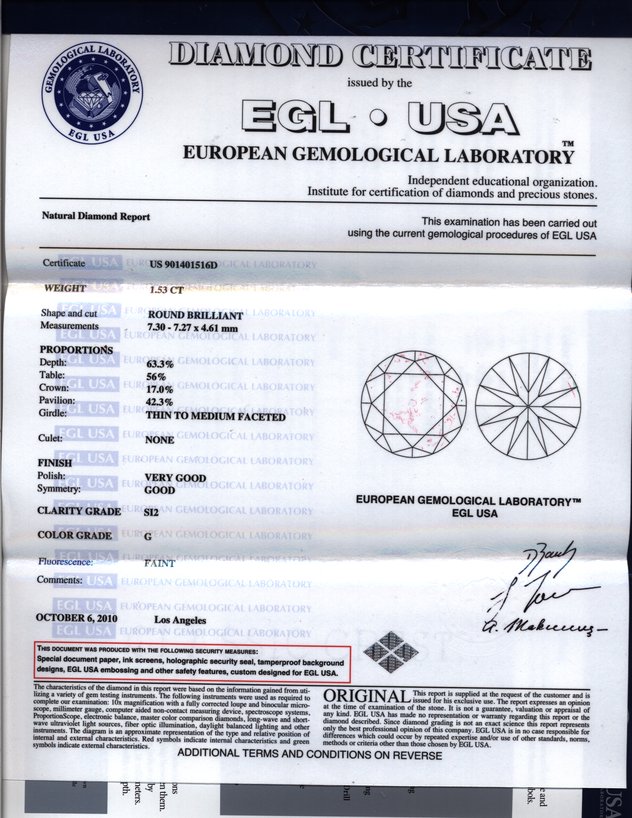 GEMOLOGICAL LABORATORY
EGL USA
DIAMOND CERTIFICATE
issued by the
EGL • USA
EUROPEAN GEMOLOGICAL LABORATORY™
Independent educational organization.
Institute for certification of diamonds and precious stones.
Natural Diamond Report
This examination has been carried out
using the current gemological procedures of EGL USA
Certificate US 901401516D
WEIGHT 1.53 CT
Shape and cut ROUND BRILLIANT
Measurements 7.30 - 7.27 x 4.61 mm
PROPORTIONS
Depth: 63.3%
Table: 56%
Crown: 17.0%
Pavilion: 42.3%
Girdle: THIN TO MEDIUM FACETED
Culet: NONE
FINISH
Polish: VERY GOOD
Symmetry: GOOD
CLARITY GRADE SI2
COLOR GRADE G
Fluorescence: FAINT
Comments:
EUROPEAN GEMOLOGICAL LABORATORY™
EGL USA
OCTOBER 6, 2010 Los Angeles
THIS DOCUMENT WAS PRODUCED WITH THE FOLLOWING SECURITY MEASURES:
Special document paper, ink screens, holographic security seal, tamperproof background
designs, EGL USA embossing and other safety features, custom designed for EGL USA.
The characteristics of the diamond in this report were based on the information gained from uti-
lizing a variety of gem testing instruments. The following instruments were used as required to
complete our examination: 10x magnification with a fully corrected loupe and binocular micro-
scope, millimeter gauge, computer aided non-contact measuring device, spectroscope systems.
ProportionScope, electronic balance, master color comparison diamonds, long-wave and short-
wave ultraviolet light sources, fiber optic illumination, daylight balanced lighting and other
instruments. The diagram is an approximate representation of the type and relative position of
internal and external characteristics. Red symbols indicate internal characteristics and green
symbols indicate external characteristics.
ORIGINAL This report is supplied at the request of the customer and is
issued for his exclusive use. The report expresses an opinion
at the time of examination of the stone. It is not a guarantee, valuation or appraisal of
any kind. EGL USA has made no representation or warranty regarding this report or the
diamond described. Since diamond grading is not an exact science this report represents
only the best professional opinion of this company. EGL USA is in no case responsible for
differences which could occur by repeated expertise and/or use of other standards, norms,
methods or criteria other than those chosen by EGL USA.
ADDITIONAL TERMS AND CONDITIONS ON REVERSE